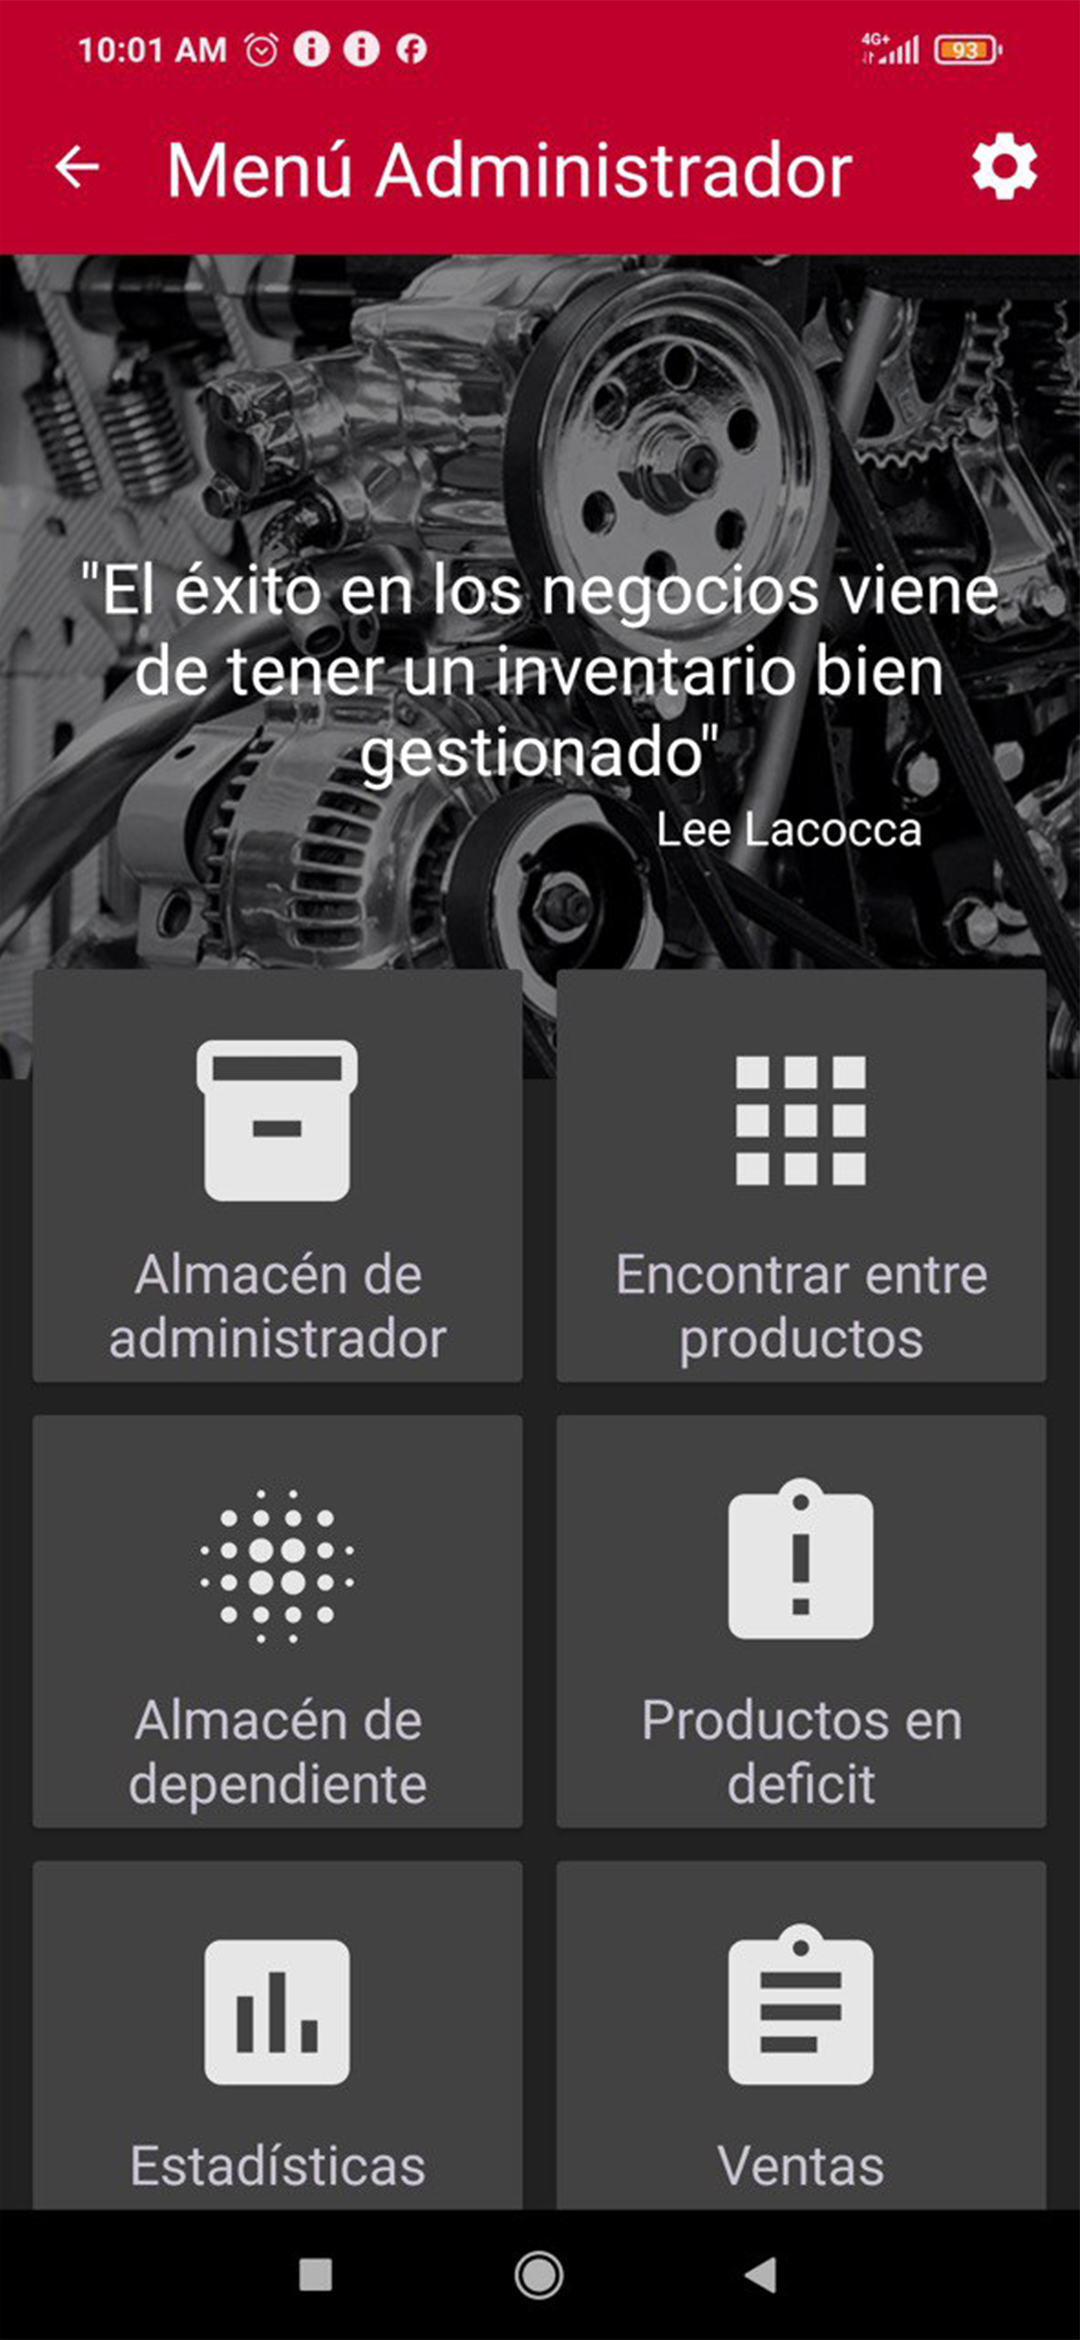 10:01 AM
4G+
93
Menú Administrador
"El éxito en los negocios viene
de tener un inventario bien
gestionado"
Lee Lacocca
Almacén de
administrador
Encontrar entre
productos
Almacén de
dependiente
Productos en
deficit
Estadísticas
Ventas